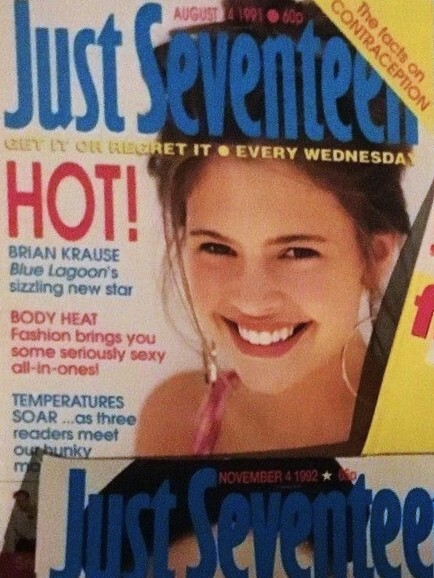 AUGUST 14 1991 ● 60p
The facts on
CONTRACEPTION
Just Seventeen
GET IT OR REGRET IT ● EVERY WEDNESDAY
HOT!
BRIAN KRAUSE
Blue Lagoon's
sizzling new star
BODY HEAT
Fashion brings you
some seriously sexy
all-in-ones!
TEMPERATURES
SOAR ...as three
readers meet
our hunky
NOVEMBER 4 1992 ★
Just Seventee